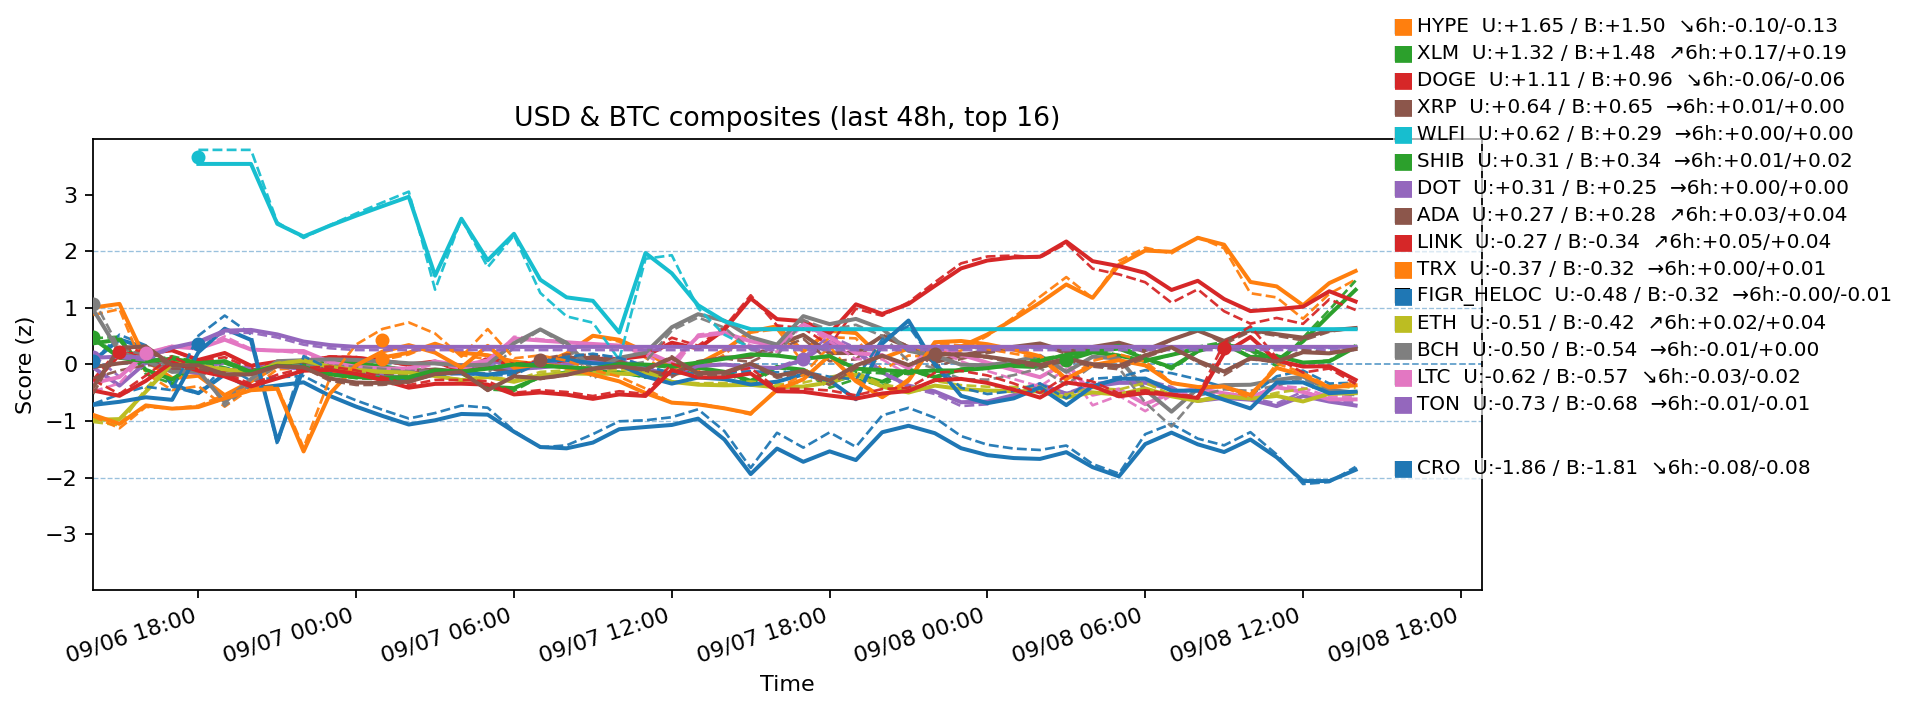 USD & BTC composites (last 48h, top 16)
HYPE U:+1.65 / B:+1.50 ↘6h:-0.10/-0.13
XLM U:+1.32 / B:+1.48 ↗6h:+0.17/+0.19
DOGE U:+1.11 / B:+0.96 ↘6h:-0.06/-0.06
XRP U:+0.64 / B:+0.65 →6h:+0.01/+0.00
WLFI U:+0.62 / B:+0.29 →6h:+0.00/+0.00
SHIB U:+0.31 / B:+0.34 →6h:+0.01/+0.02
DOT U:+0.31 / B:+0.25 →6h:+0.00/+0.00
ADA U:+0.27 / B:+0.28 ↗6h:+0.03/+0.04
LINK U:-0.27 / B:-0.34 ↗6h:+0.05/+0.04
TRX U:-0.37 / B:-0.32 →6h:+0.00/+0.01
FIGR_HELOC U:-0.48 / B:-0.32 →6h:-0.00/-0.01
ETH U:-0.51 / B:-0.42 ↗6h:+0.02/+0.04
BCH U:-0.50 / B:-0.54 →6h:-0.01/+0.00
LTC U:-0.62 / B:-0.57 ↘6h:-0.03/-0.02
TON U:-0.73 / B:-0.68 →6h:-0.01/-0.01
CRO U:-1.86 / B:-1.81 ↘6h:-0.08/-0.08
Score (z)
3
2
1
0
−1
−2
−3
09/06 18:00
09/07 00:00
09/07 06:00
09/07 12:00
09/07 18:00
09/08 00:00
09/08 06:00
09/08 12:00
09/08 18:00
Time